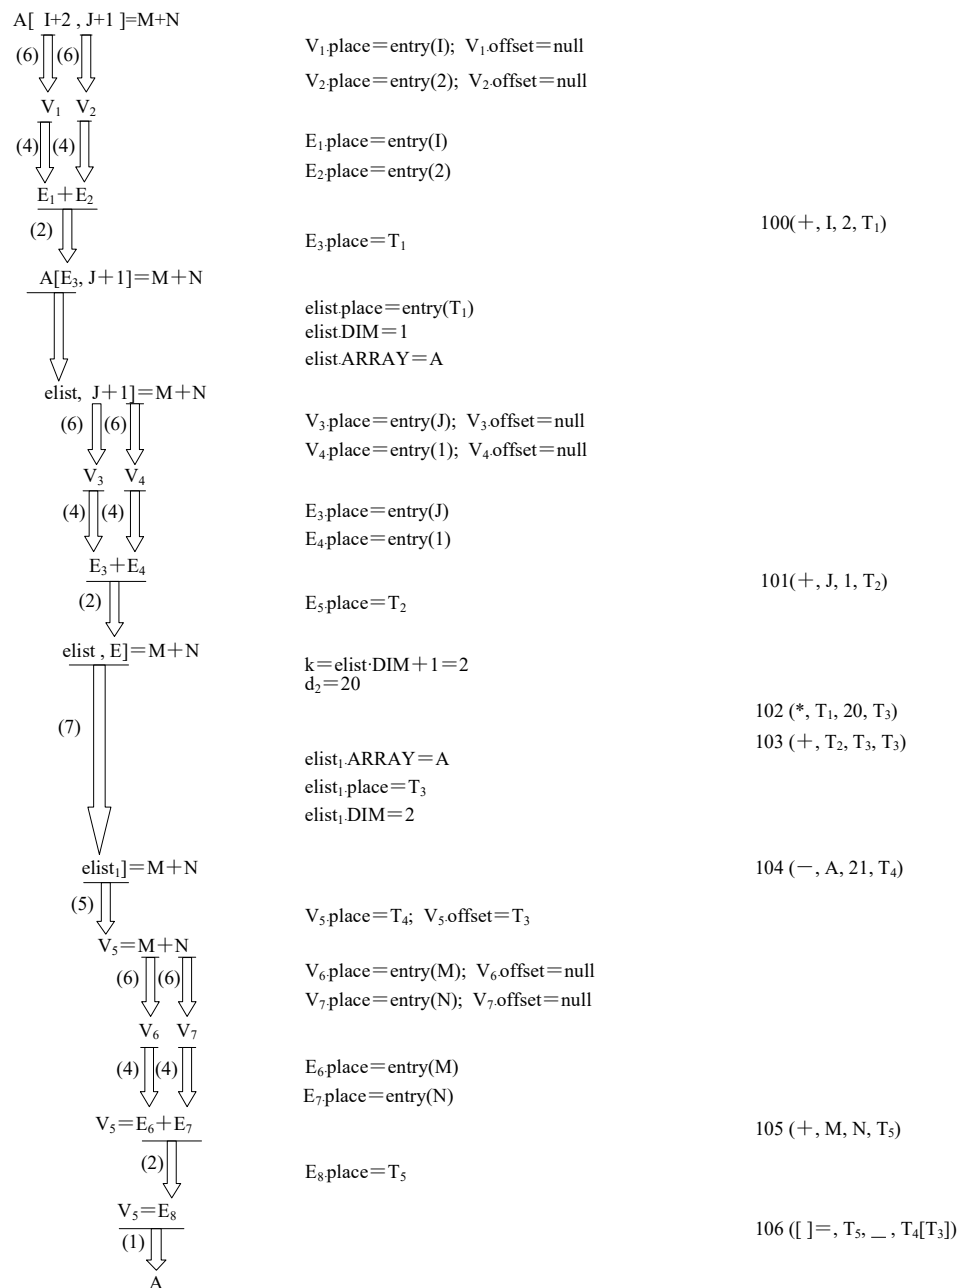 A[ I+2 , J+1 ]=M+N
(6) (6)
V₁.place=entry(I); V₁.offset=null
V₂.place=entry(2); V₂.offset=null
V₁ V₂
(4) (4)
E₁.place=entry(I)
E₂.place=entry(2)
E₁+E₂
100(+, I, 2, T₁)
(2)
E₃.place=T₁
A[E₃, J+1]=M+N
elist.place=entry(T₁)
elist.DIM=1
elist.ARRAY=A
elist, J+1]=M+N
(6) (6)
V₃.place=entry(J); V₃.offset=null
V₄.place=entry(1); V₄.offset=null
V₃ V₄
(4) (4)
E₃.place=entry(J)
E₄.place=entry(1)
E₃+E₄
101(+, J, 1, T₂)
(2)
E₅.place=T₂
elist , E]=M+N
k=elist·DIM+1=2
d₂=20
102 (*, T₁, 20, T₃)
(7)
103 (+, T₂, T₃, T₃)
elist₁.ARRAY=A
elist₁.place=T₃
elist₁.DIM=2
elist₁]=M+N
104 (-, A, 21, T₄)
(5)
V₅.place=T₄; V₅.offset=T₃
V₅=M+N
(6) (6)
V₆.place=entry(M); V₆.offset=null
V₇.place=entry(N); V₇.offset=null
V₆ V₇
(4) (4)
E₆.place=entry(M)
E₇.place=entry(N)
V₅=E₆+E₇
105 (+, M, N, T₅)
(2)
E₈.place=T₅
V₅=E₈
106 ([ ]=, T₅, _ , T₄[T₃])
(1)
A